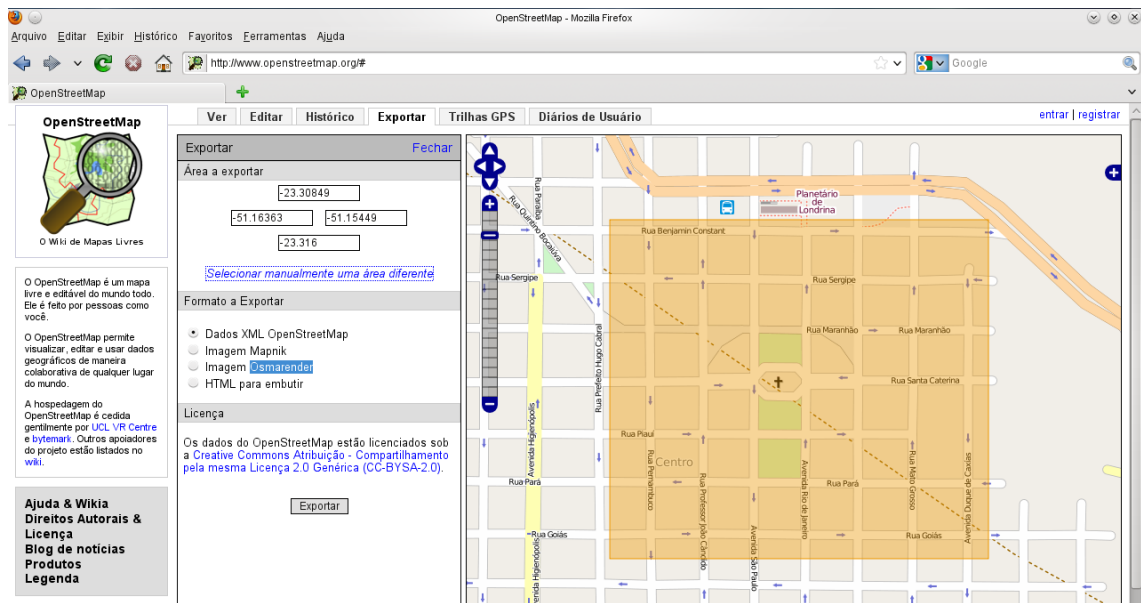 OpenStreetMap - Mozilla Firefox
Arquivo Editar Exibir Histórico Favoritos Ferramentas Ajuda
http://www.openstreetmap.org/#
Google
OpenStreetMap
OpenStreetMap
O Wiki de Mapas Livres
O OpenStreetMap é um mapa
livre e editável do mundo todo.
Ele é feito por pessoas como
você.
O OpenStreetMap permite
visualizar, editar e usar dados
geográficos de maneira
colaborativa de qualquer lugar
do mundo.
A hospedagem do
OpenStreetMap é cedida
gentilmente por UCL VR Centre
e bytemark. Outros apoiadores
do projeto estão listados no
wiki.
Ajuda & Wikia
Direitos Autorais &
Licença
Blog de notícias
Produtos
Legenda
Ver Editar Histórico Exportar Trilhas GPS Diários de Usuário
entrar | registrar
Exportar Fechar
Área a exportar
-23.30849
-51.16363 -51.15449
-23.316
Selecionar manualmente uma área diferente
Formato a Exportar
Dados XML OpenStreetMap
Imagem Mapnik
Imagem Osmarender
HTML para embutir
Licença
Os dados do OpenStreetMap estão licenciados sob
a Creative Commons Atribuição - Compartilhamento
pela mesma Licença 2.0 Genérica (CC-BYSA-2.0).
Exportar
Planetário
de
Londrina
Rua Paraíba
Rua Quintino Bocaiúva
Rua Benjamin Constant
Rua Sergipe
Rua Sergipe
Rua Maranhão
Rua Maranhão
Rua Prefeito Hugo Cabral
Rua Santa Caterina
Avenida Higienópolis
Rua Piauí
Centro
Rua Pará
Rua Pará
Rua Pernambuco
Rua Professor João Cândido
Avenida São Paulo
Avenida Rio de Janeiro
Rua Mato Grosso
Avenida Duque de Caxias
Rua Goiás
Rua Goiás
enida Higienópolis